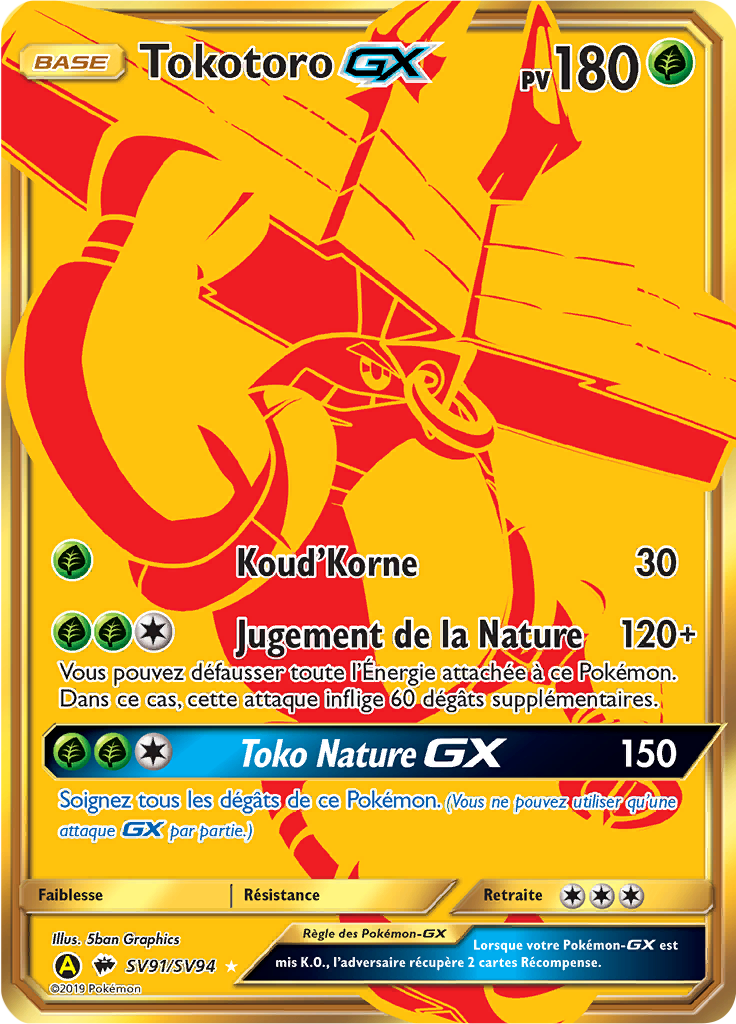 BASE Tokotoro GX PV 180
Koud'Korne 30
Jugement de la Nature 120+
Vous pouvez défausser toute l'Énergie attachée à ce Pokémon.
Dans ce cas, cette attaque inflige 60 dégâts supplémentaires.
Toko Nature GX 150
Soignez tous les dégâts de ce Pokémon. (Vous ne pouvez utiliser qu'une
attaque GX par partie.)
Faiblesse Résistance Retraite
Illus. 5ban Graphics
Règle des Pokémon-GX
Lorsque votre Pokémon-GX est
mis K.O., l'adversaire récupère 2 cartes Récompense.
A SV91/SV94
©2019 Pokémon